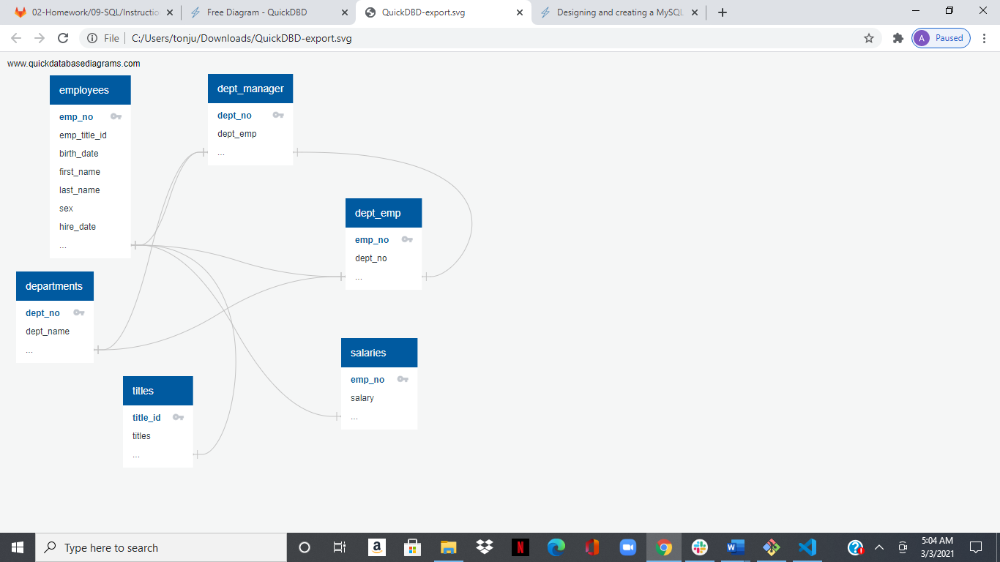 02-Homework/09-SQL/Instructio
Free Diagram - QuickDBD
QuickDBD-export.svg
Designing and creating a MySQL
File
C:/Users/tonju/Downloads/QuickDBD-export.svg
A
Paused
www.quickdatabasediagrams.com
employees
emp_no
emp_title_id
birth_date
first_name
last_name
sex
hire_date
...
dept_manager
dept_no
dept_emp
...
dept_emp
emp_no
dept_no
...
departments
dept_no
dept_name
...
salaries
emp_no
salary
...
titles
title_id
titles
...
Type here to search
5:04 AM
3/3/2021